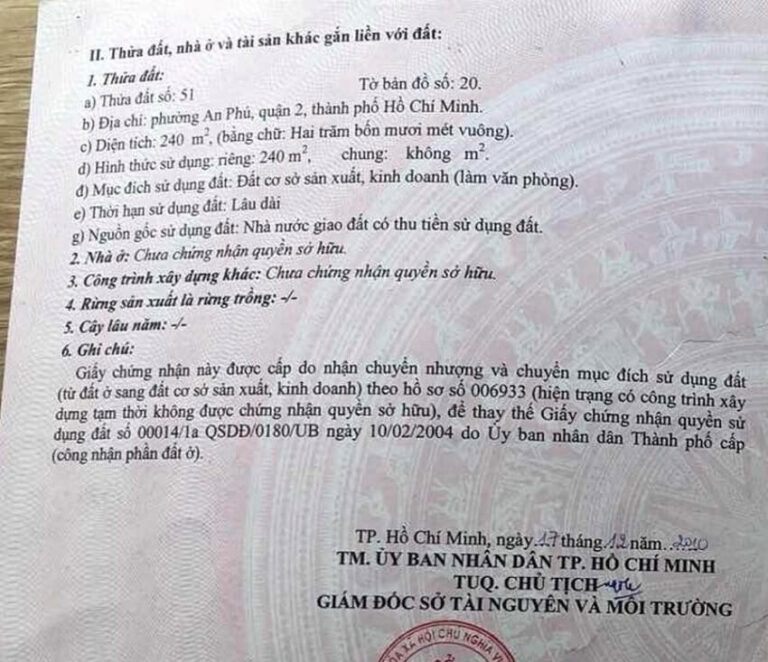 II. Thửa đất, nhà ở và tài sản khác gắn liền với đất:
1. Thửa đất:
a) Thửa đất số: 51 Tờ bản đồ số: 20.
b) Địa chỉ: phường An Phú, quận 2, thành phố Hồ Chí Minh.
c) Diện tích: 240 m², (bằng chữ: Hai trăm bốn mươi mét vuông).
d) Hình thức sử dụng: riêng: 240 m², chung: không m².
đ) Mục đích sử dụng đất: Đất cơ sở sản xuất, kinh doanh (làm văn phòng).
e) Thời hạn sử dụng đất: Lâu dài
g) Nguồn gốc sử dụng đất: Nhà nước giao đất có thu tiền sử dụng đất.
2. Nhà ở: Chưa chứng nhận quyền sở hữu.
3. Công trình xây dựng khác: Chưa chứng nhận quyền sở hữu.
4. Rừng sản xuất là rừng trồng: -/-
5. Cây lâu năm: -/-
6. Ghi chú:
Giấy chứng nhận này được cấp do nhận chuyển nhượng và chuyển mục đích sử dụng đất
(từ đất ở sang đất cơ sở sản xuất, kinh doanh) theo hồ sơ số 006933 (hiện trạng có công trình xây
dựng tạm thời không được chứng nhận quyền sở hữu), để thay thế Giấy chứng nhận quyền sử
dụng đất số 00014/1a QSDĐ/0180/UB ngày 10/02/2004 do Ủy ban nhân dân Thành phố cấp
(công nhận phần đất ở).
TP. Hồ Chí Minh, ngày 17 tháng 12 năm 2010
TM. ỦY BAN NHÂN DÂN TP. HỒ CHÍ MINH
TUQ. CHỦ TỊCH
GIÁM ĐỐC SỞ TÀI NGUYÊN VÀ MÔI TRƯỜNG
XÃ HỘI CHỦ NGHĨA